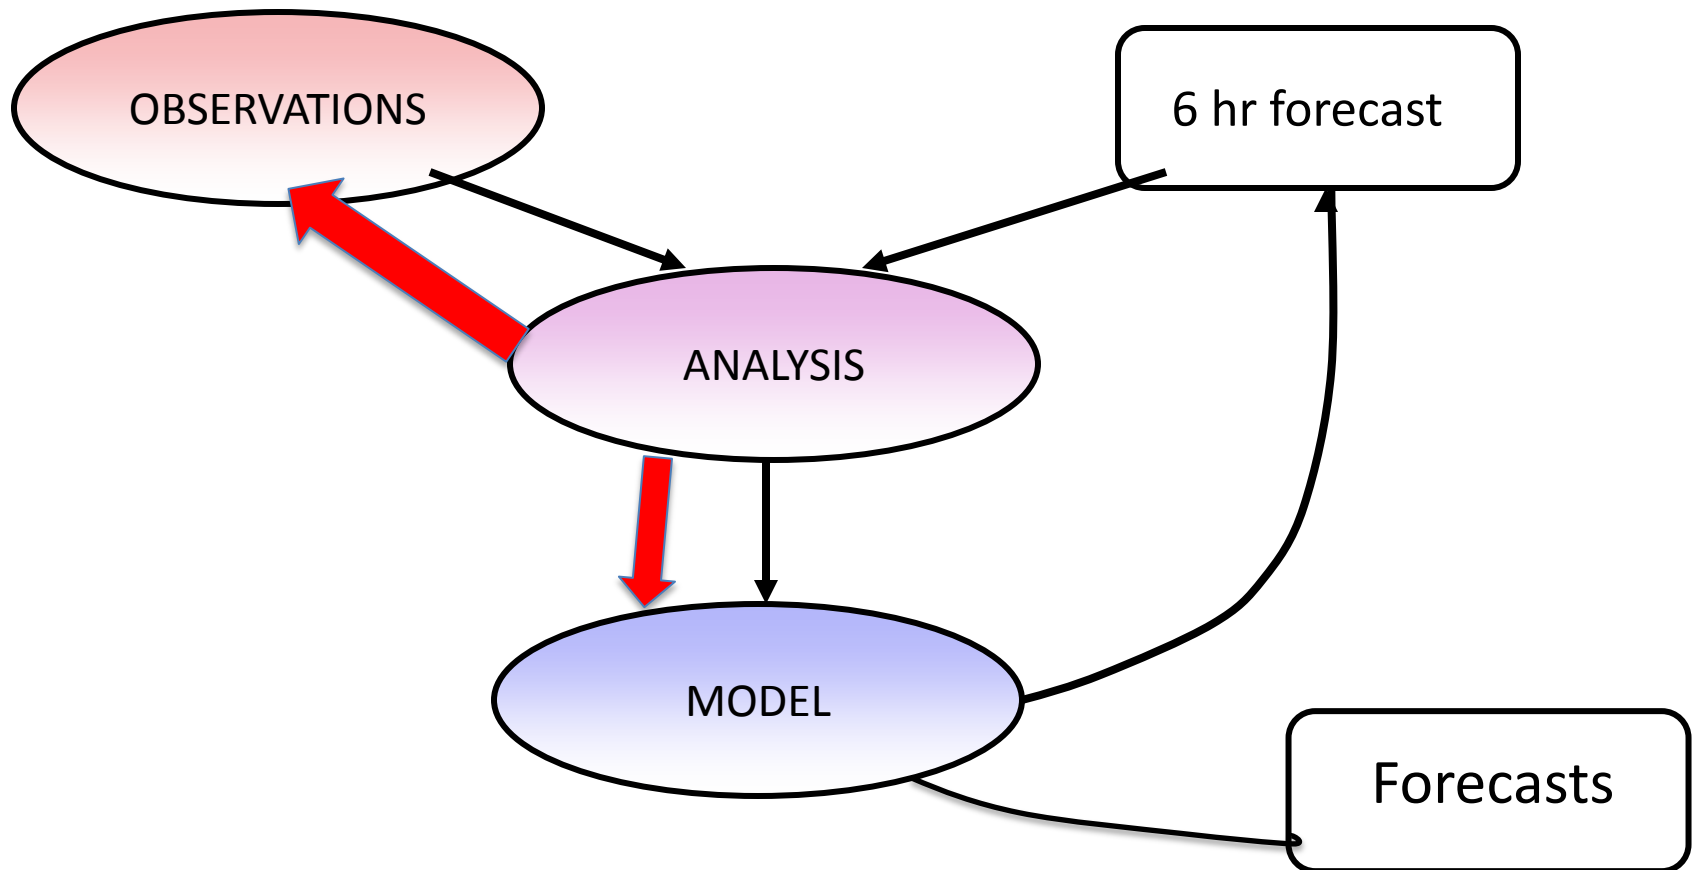 OBSERVATIONS
6 hr forecast
ANALYSIS
MODEL
Forecasts